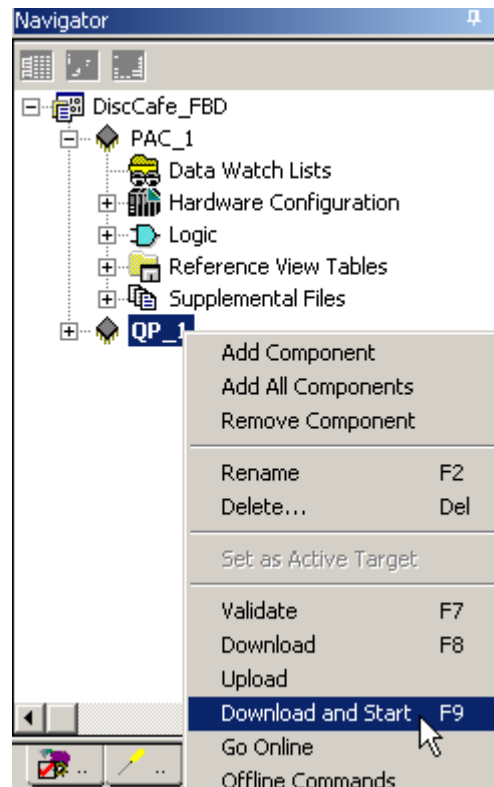 Navigator
DiscCafe_FBD
PAC_1
Data Watch Lists
Hardware Configuration
Logic
Reference View Tables
Supplemental Files
QP_1
Add Component
Add All Components
Remove Component
Rename F2
Delete... Del
Set as Active Target
Validate F7
Download F8
Upload
Download and Start F9
Go Online
Offline Commands
.. ..